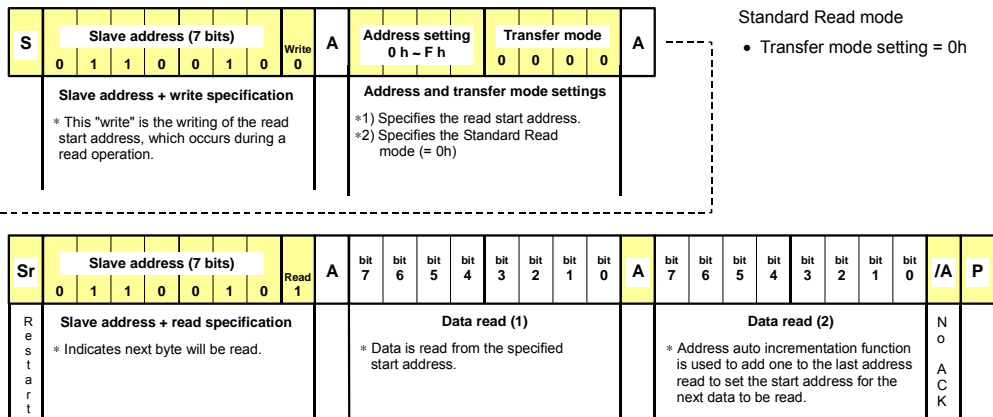 Standard Read mode
• Transfer mode setting = 0h
S Slave address (7 bits) Write A Address setting Transfer mode A
0 h ~ F h
0 1 1 0 0 1 0 0 0 0 0 0
Slave address + write specification
* This "write" is the writing of the read
start address, which occurs during a
read operation.
Address and transfer mode settings
*1) Specifies the read start address.
*2) Specifies the Standard Read
mode (= 0h)
Sr Slave address (7 bits) Read A bit bit bit bit bit bit bit bit A bit bit bit bit bit bit bit bit /A P
7 6 5 4 3 2 1 0 7 6 5 4 3 2 1 0
0 1 1 0 0 1 0 1
Restart
Slave address + read specification
* Indicates next byte will be read.
Data read (1)
* Data is read from the specified
start address.
Data read (2)
* Address auto incrementation function
is used to add one to the last address
read to set the start address for the
next data to be read.
No ACK